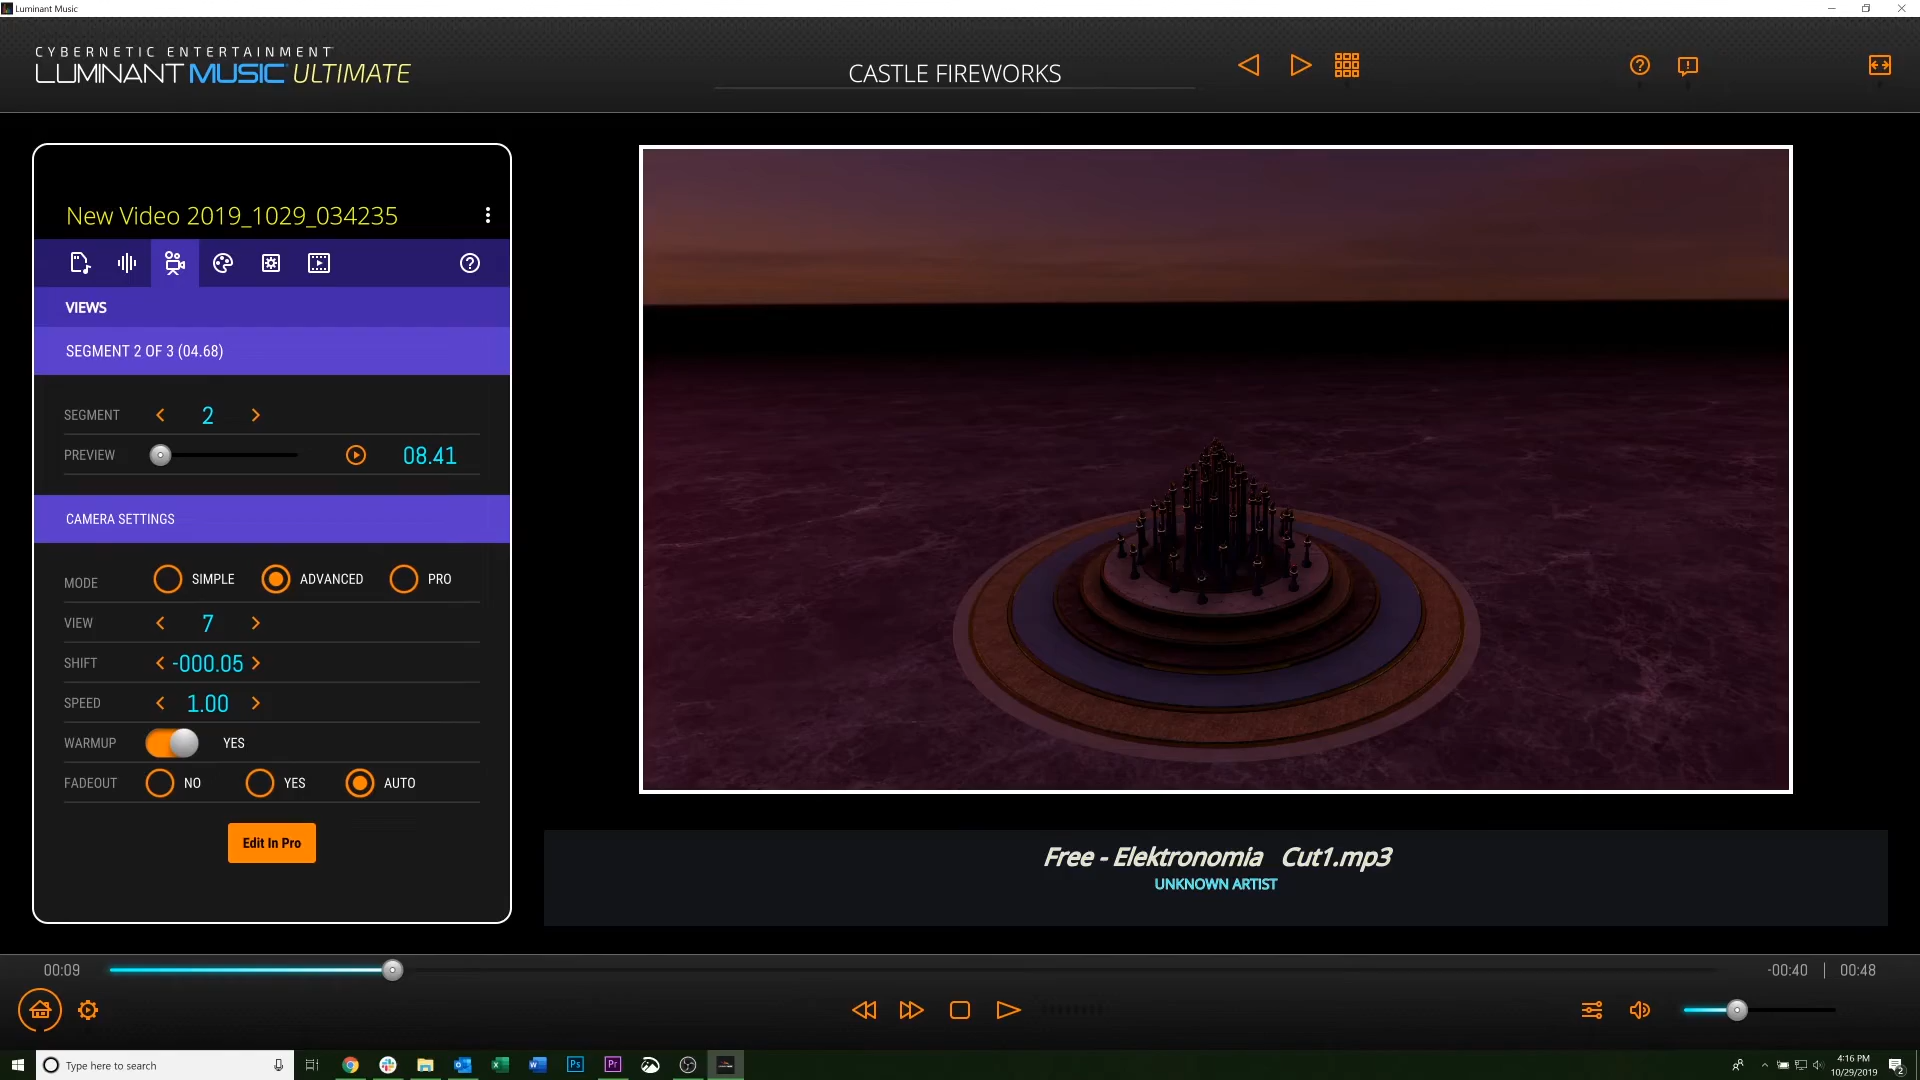 Luminant Music
CYBERNETIC ENTERTAINMENT
LUMINANT MUSIC ULTIMATE
CASTLE FIREWORKS
New Video 2019_1029_034235
VIEWS
SEGMENT 2 OF 3 (04.68)
SEGMENT 2
PREVIEW 08.41
CAMERA SETTINGS
MODE SIMPLE ADVANCED PRO
VIEW 7
SHIFT -000.05
SPEED 1.00
WARMUP YES
FADEOUT NO YES AUTO
Edit In Pro
Free - Elektronomia Cut1.mp3
UNKNOWN ARTIST
00:09 -00:40 | 00:48
Type here to search
Ps
Pr
4:16 PM
10/29/2019
2